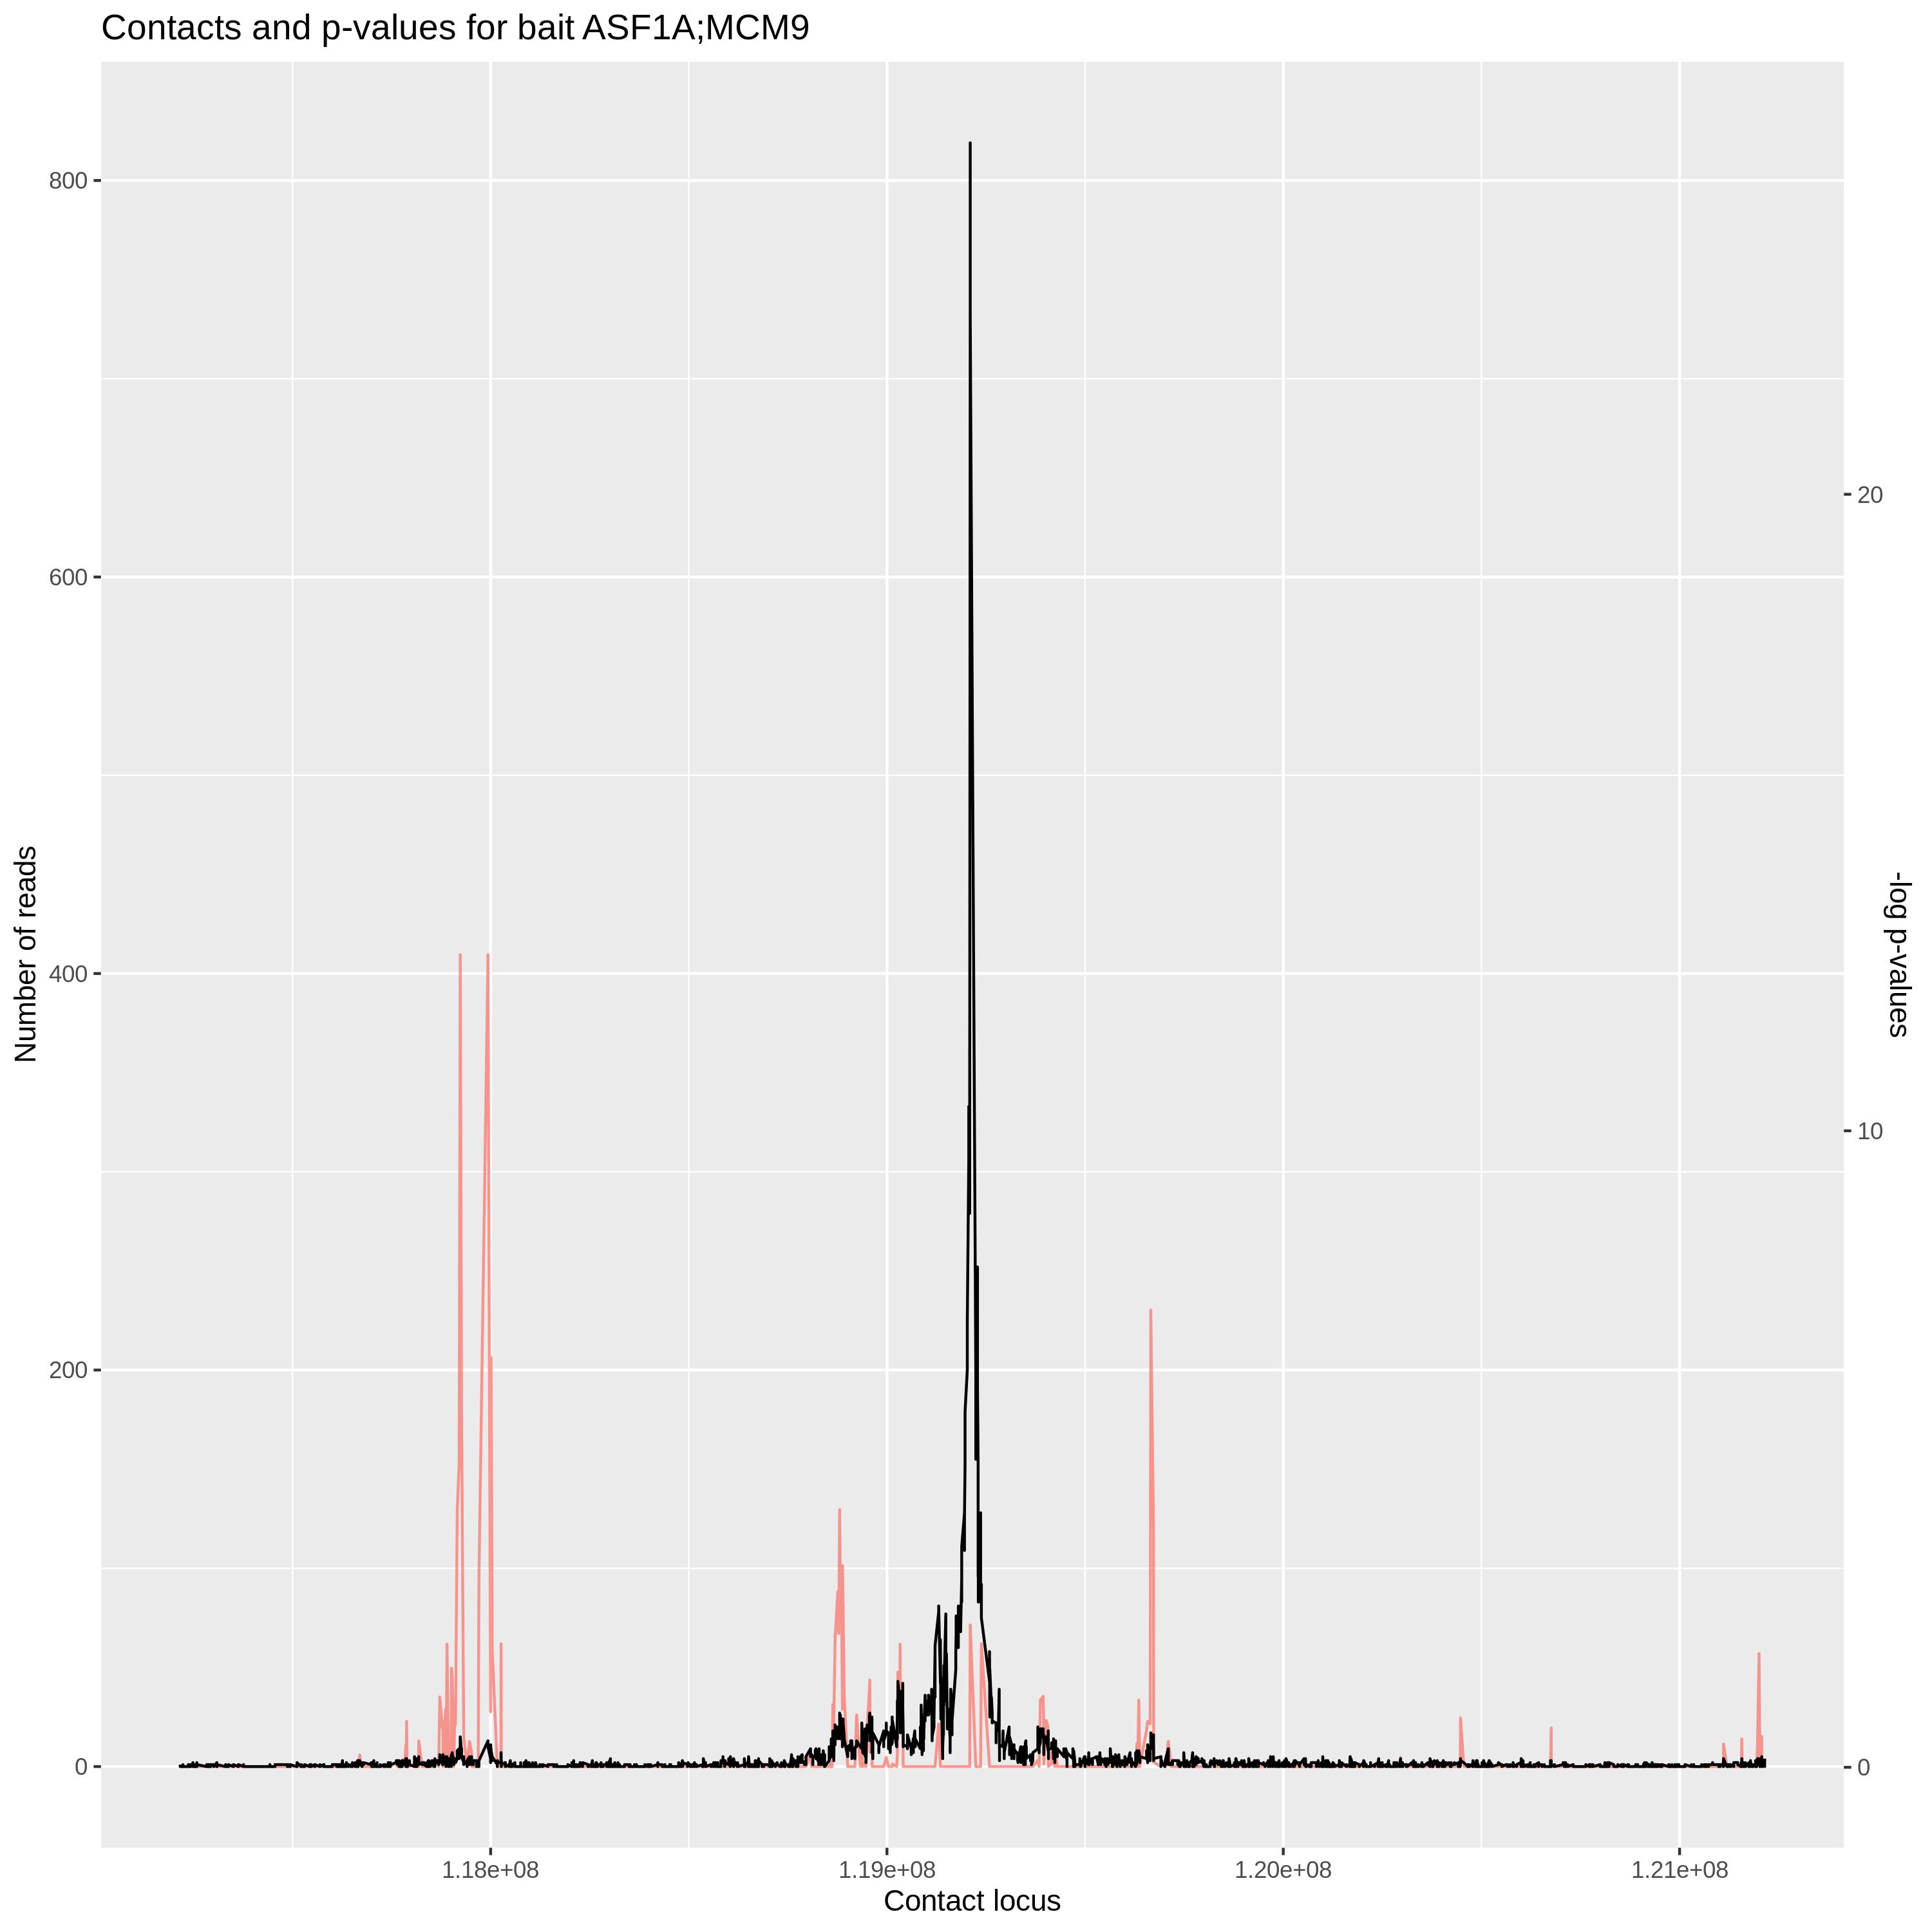 Contacts and p-values for bait ASF1A;MCM9
Number of reads
800
600
400
200
0
20
10
0
-log p-values
1.18e+08
1.19e+08
1.20e+08
1.21e+08
Contact locus